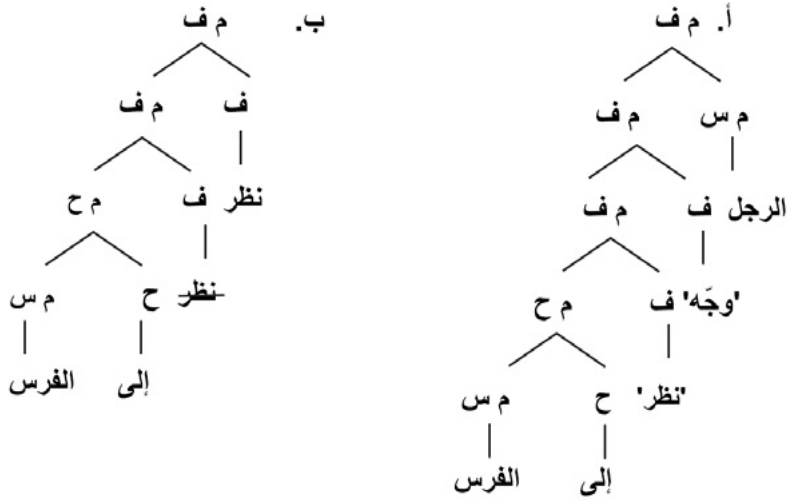 أ. م ف
م س م ف
الرجل ف م ف
'وجّه' ف م ح
'نظر' ح م س
إلى الفرس
ب. م ف
ف م ف
نظر ف م ح
نظر ح م س
إلى الفرس